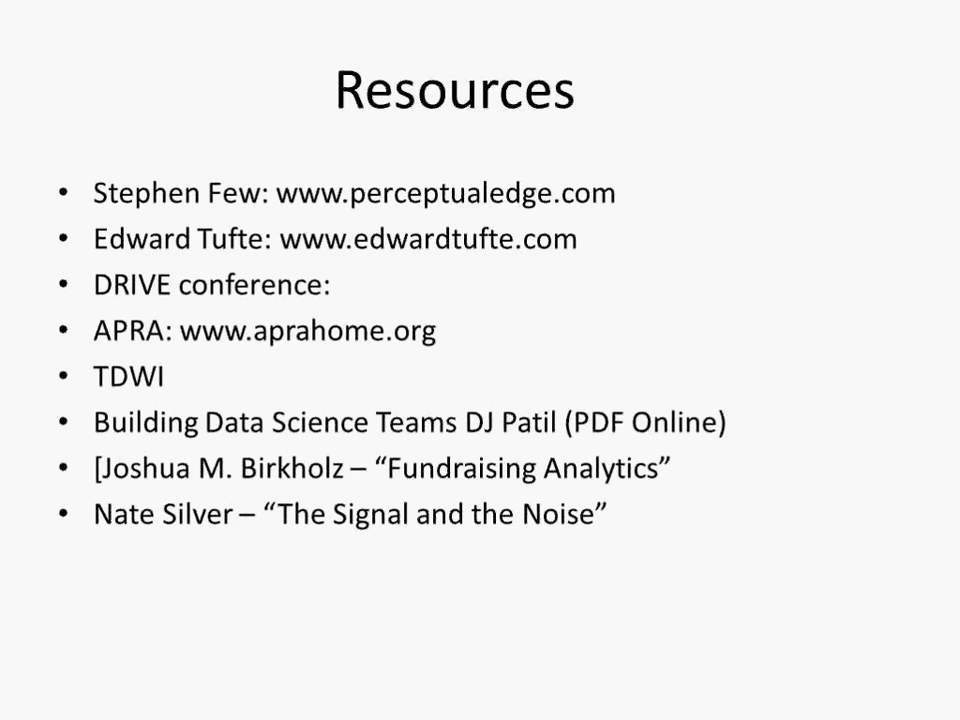 Resources
• Stephen Few: www.perceptualedge.com
• Edward Tufte: www.edwardtufte.com
• DRIVE conference:
• APRA: www.aprahome.org
• TDWI
• Building Data Science Teams DJ Patil (PDF Online)
• [Joshua M. Birkholz – “Fundraising Analytics”
• Nate Silver – “The Signal and the Noise”